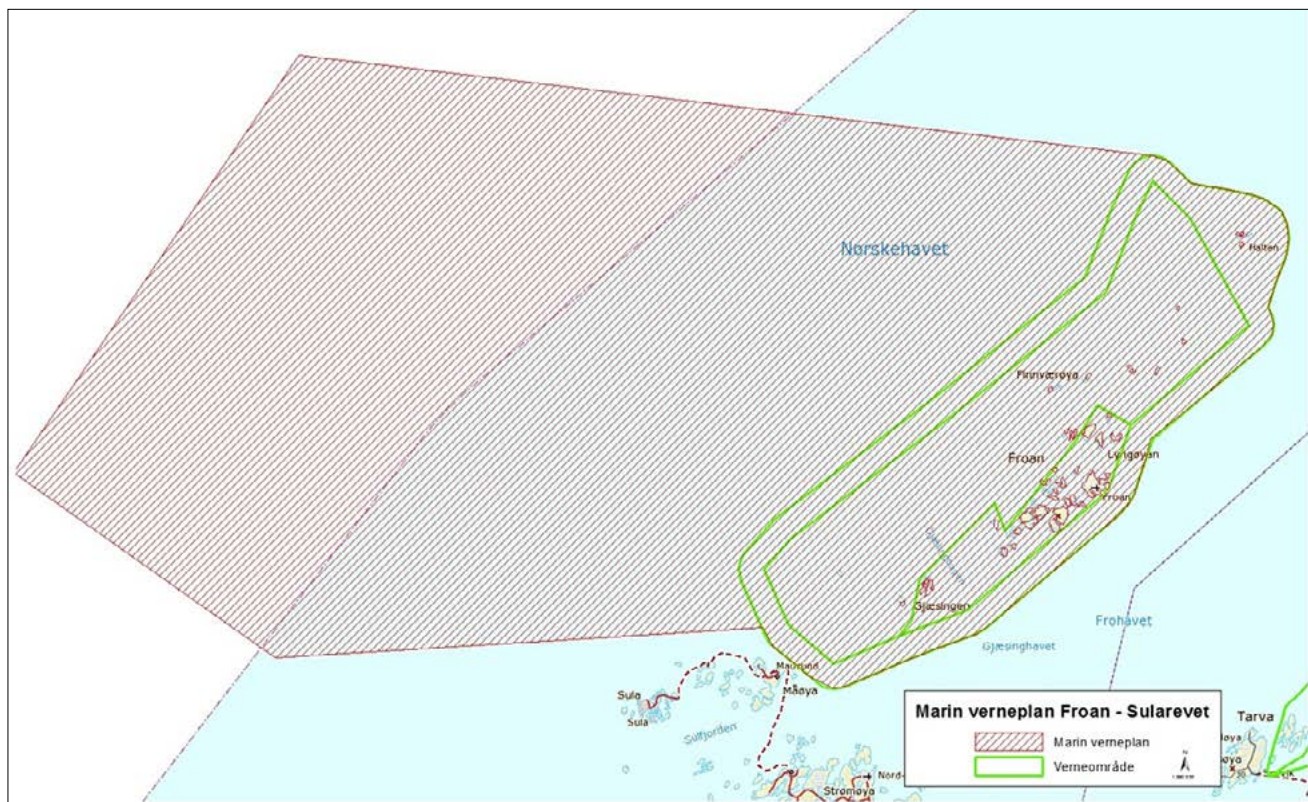 Norskehavet
Halten
Finnværøya
Froan
Lyngøyan
Froan
Gjæsingen
Frohavet
Gjæsinghavet
Mausund
Måøya
Sula
Sula
Sulfjorden
Marin verneplan Froan - Sularevet
Marin verneplan
Verneområde
N
Tarva
Strømøya
Nord-